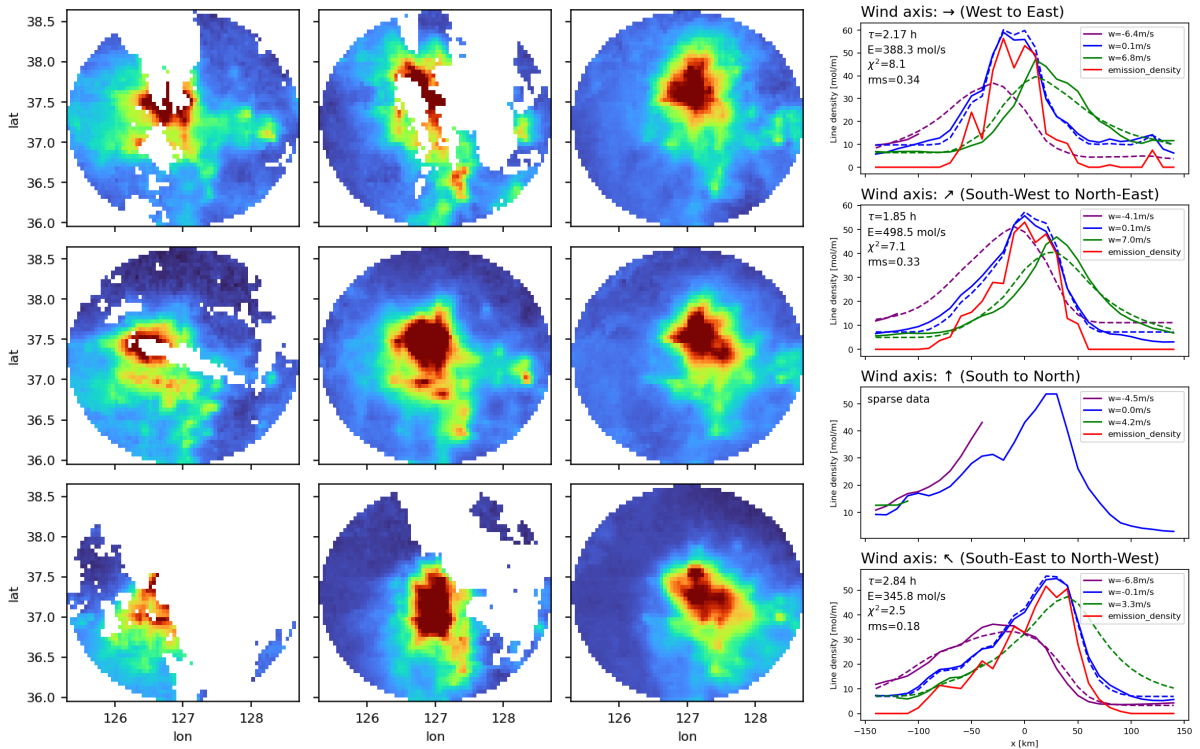 lat
38.5
38.0
37.5
37.0
36.5
36.0
lat
38.5
38.0
37.5
37.0
36.5
36.0
lat
38.5
38.0
37.5
37.0
36.5
36.0
126 127 128
lon
126 127 128
lon
126 127 128
lon
Wind axis: → (West to East)
τ=2.17 h
E=388.3 mol/s
χ²=8.1
rms=0.34
w=-6.4m/s
w=0.1m/s
w=6.8m/s
emission_density
Line density [mol/m]
60
50
40
30
20
10
0
Wind axis: ↗ (South-West to North-East)
τ=1.85 h
E=498.5 mol/s
χ²=7.1
rms=0.33
w=-4.1m/s
w=0.1m/s
w=7.0m/s
emission_density
Line density [mol/m]
60
50
40
30
20
10
0
Wind axis: ↑ (South to North)
sparse data
w=-4.5m/s
w=0.0m/s
w=4.2m/s
emission_density
Line density [mol/m]
50
40
30
20
10
Wind axis: ↖ (South-East to North-West)
τ=2.84 h
E=345.8 mol/s
χ²=2.5
rms=0.18
w=-6.8m/s
w=-0.1m/s
w=3.3m/s
emission_density
Line density [mol/m]
50
40
30
20
10
0
−150 −100 −50 0 50 100 150
x [km]